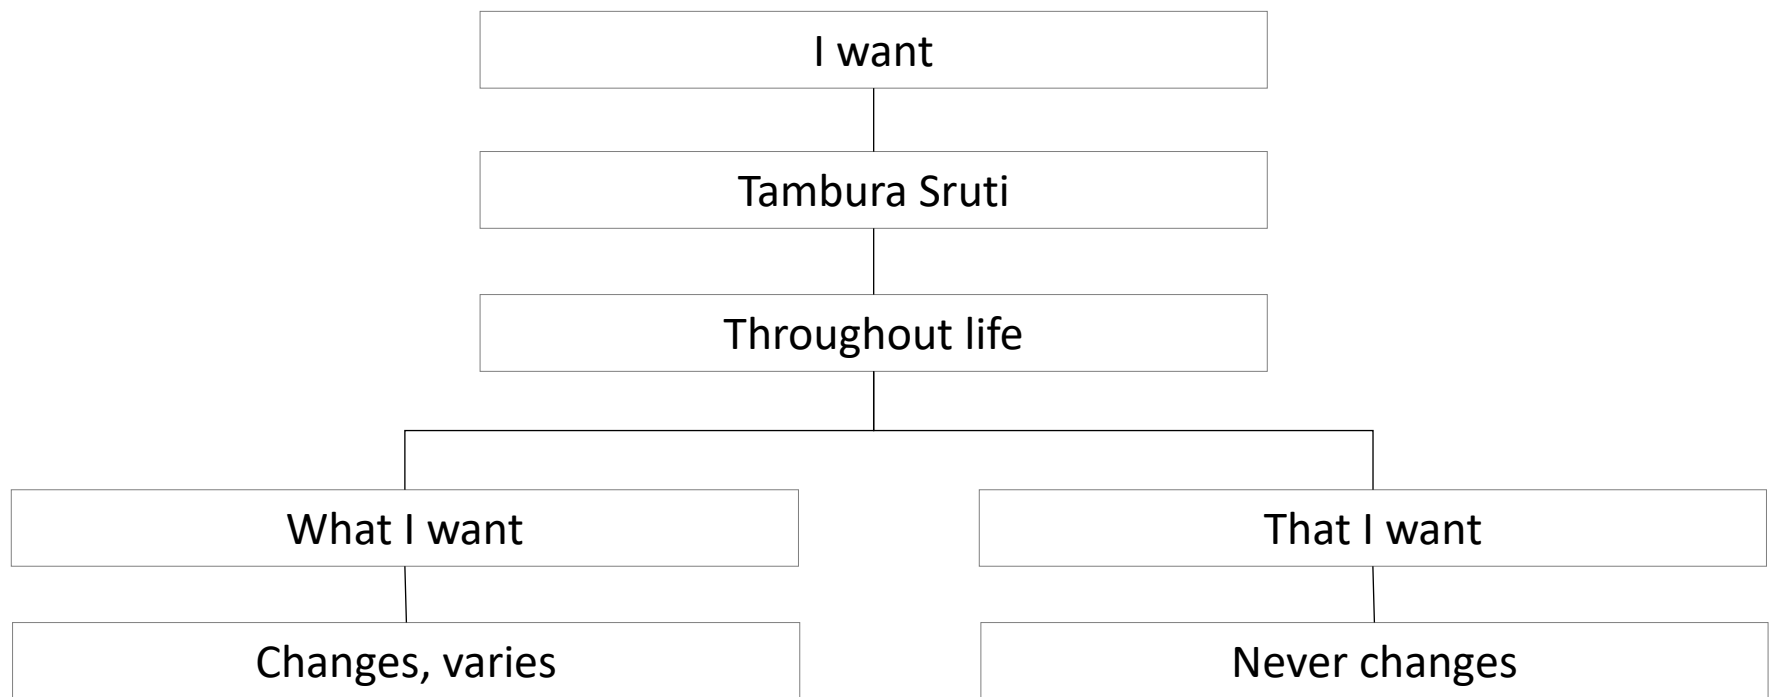 I want
Tambura Sruti
Throughout life
What I want
That I want
Changes, varies
Never changes